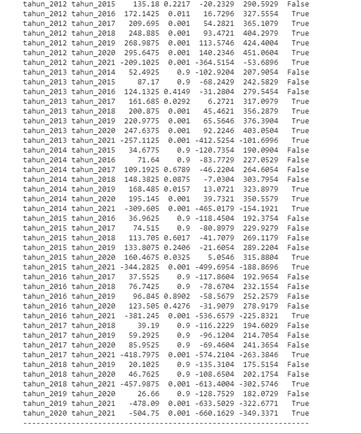 tahun_2012 tahun_2015 135.18 0.2217 -20.2329 290.5929 False
tahun_2012 tahun_2016 172.1425 0.011 16.7296 327.5554 True
tahun_2012 tahun_2017 209.695 0.001 54.2821 365.1079 True
tahun_2012 tahun_2018 248.885 0.001 93.4721 404.2979 True
tahun_2012 tahun_2019 268.9875 0.001 113.5746 424.4004 True
tahun_2012 tahun_2020 295.6475 0.001 140.2346 451.0604 True
tahun_2012 tahun_2021 -209.1025 0.001 -364.5154 -53.6896 True
tahun_2013 tahun_2014 52.4925 0.9 -102.9204 207.9054 False
tahun_2013 tahun_2015 87.17 0.9 -68.2429 242.5829 False
tahun_2013 tahun_2016 124.1325 0.4149 -31.2804 279.5454 False
tahun_2013 tahun_2017 161.685 0.0292 6.2721 317.0979 True
tahun_2013 tahun_2018 200.875 0.001 45.4621 356.2879 True
tahun_2013 tahun_2019 220.9775 0.001 65.5646 376.3904 True
tahun_2013 tahun_2020 247.6375 0.001 92.2246 403.0504 True
tahun_2013 tahun_2021 -257.1125 0.001 -412.5254 -101.6996 True
tahun_2014 tahun_2015 34.6775 0.9 -120.7354 190.0904 False
tahun_2014 tahun_2016 71.64 0.9 -83.7729 227.0529 False
tahun_2014 tahun_2017 109.1925 0.6789 -46.2204 264.6054 False
tahun_2014 tahun_2018 148.3825 0.0875 -7.0304 303.7954 False
tahun_2014 tahun_2019 168.485 0.0157 13.0721 323.8979 True
tahun_2014 tahun_2020 195.145 0.001 39.7321 350.5579 True
tahun_2014 tahun_2021 -309.605 0.001 -465.0179 -154.1921 True
tahun_2015 tahun_2016 36.9625 0.9 -118.4504 192.3754 False
tahun_2015 tahun_2017 74.515 0.9 -80.8979 229.9279 False
tahun_2015 tahun_2018 113.705 0.6017 -41.7079 269.1179 False
tahun_2015 tahun_2019 133.8075 0.2406 -21.6054 289.2204 False
tahun_2015 tahun_2020 160.4675 0.0325 5.0546 315.8804 True
tahun_2015 tahun_2021 -344.2825 0.001 -499.6954 -188.8696 True
tahun_2016 tahun_2017 37.5525 0.9 -117.8604 192.9654 False
tahun_2016 tahun_2018 76.7425 0.9 -78.6704 232.1554 False
tahun_2016 tahun_2019 96.845 0.8902 -58.5679 252.2579 False
tahun_2016 tahun_2020 123.505 0.4276 -31.9079 278.9179 False
tahun_2016 tahun_2021 -381.245 0.001 -536.6579 -225.8321 True
tahun_2017 tahun_2018 39.19 0.9 -116.2229 194.6029 False
tahun_2017 tahun_2019 59.2925 0.9 -96.1204 214.7054 False
tahun_2017 tahun_2020 85.9525 0.9 -69.4604 241.3654 False
tahun_2017 tahun_2021 -418.7975 0.001 -574.2104 -263.3846 True
tahun_2018 tahun_2019 20.1025 0.9 -135.3104 175.5154 False
tahun_2018 tahun_2020 46.7625 0.9 -108.6504 202.1754 False
tahun_2018 tahun_2021 -457.9875 0.001 -613.4004 -302.5746 True
tahun_2019 tahun_2020 26.66 0.9 -128.7529 182.0729 False
tahun_2019 tahun_2021 -478.09 0.001 -633.5029 -322.6771 True
tahun_2020 tahun_2021 -504.75 0.001 -660.1629 -349.3371 True